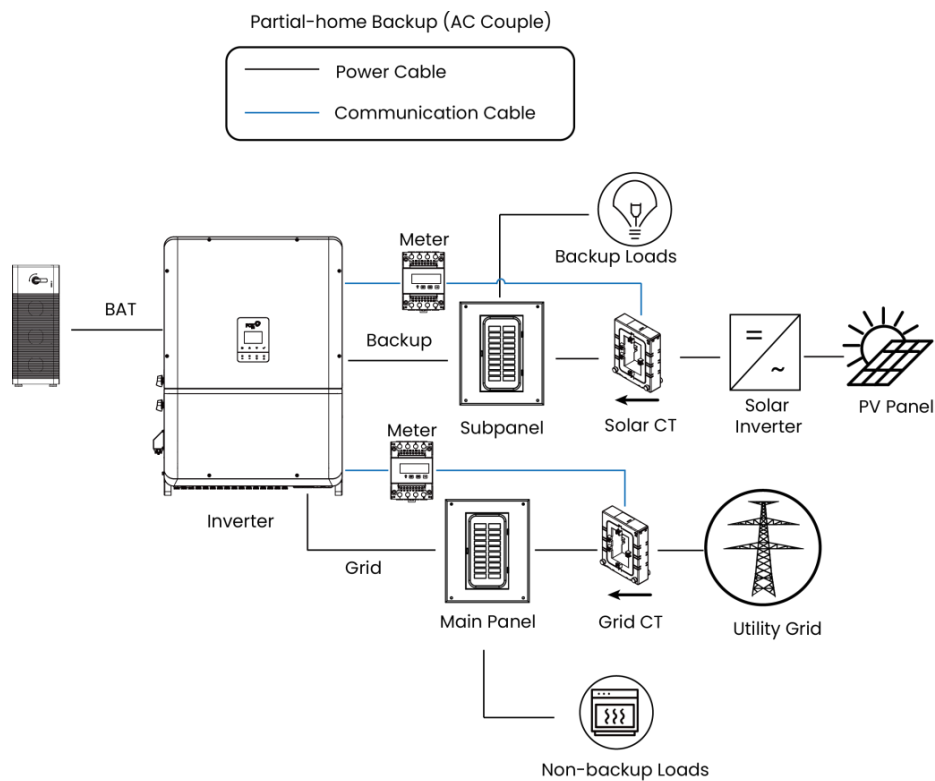 Partial-home Backup (AC Couple)
Power Cable
Communication Cable
Meter
Backup Loads
BAT
Backup
Subpanel
Solar CT
Solar
Inverter
PV Panel
Meter
Inverter
Grid
Main Panel
Grid CT
Utility Grid
Non-backup Loads